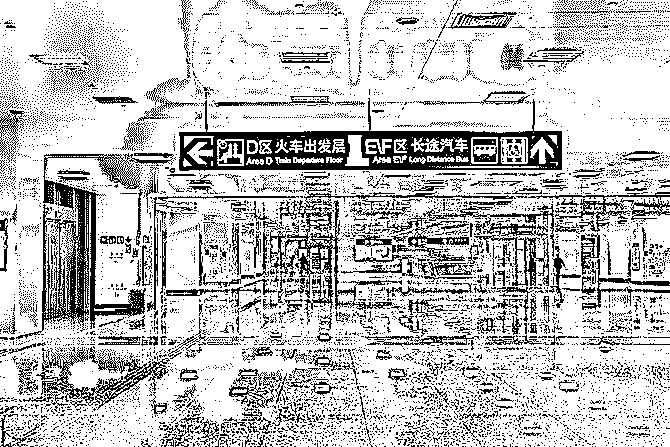 D区 火车出发层
Area D Train Departure Floor
E\F区 长途汽车
Area E\F Long Distance Bus